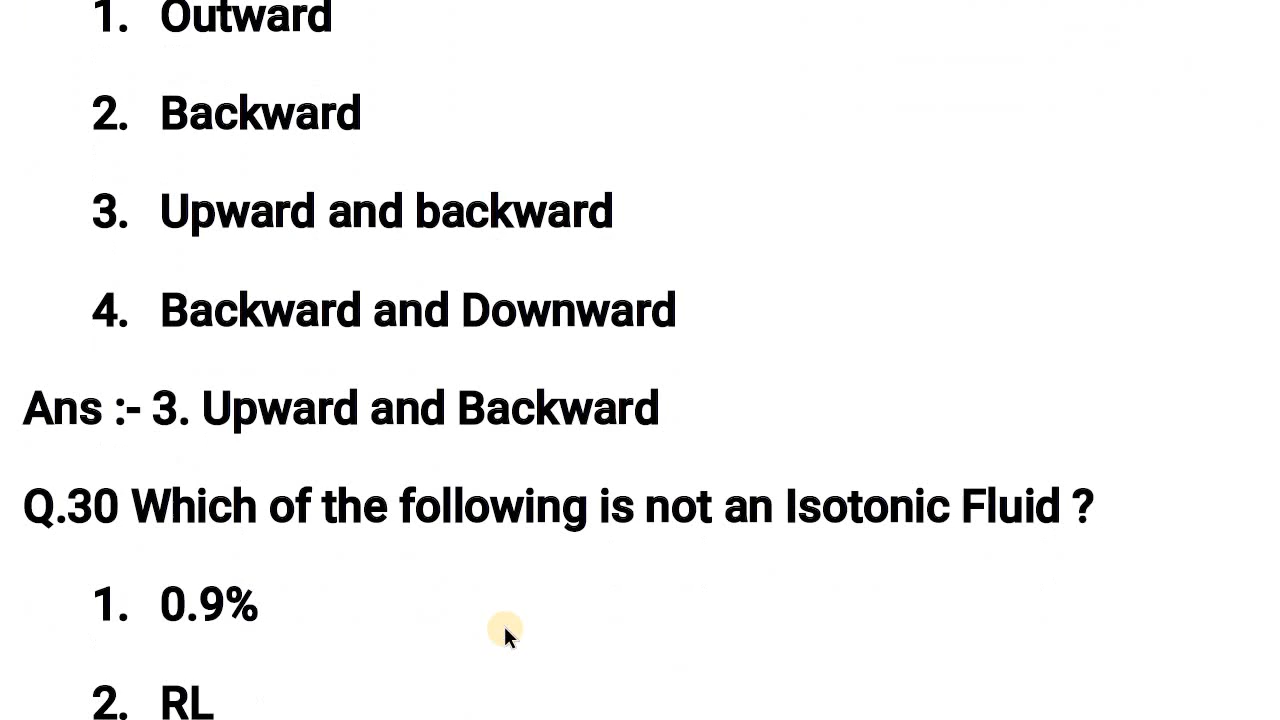 1. Outward
2. Backward
3. Upward and backward
4. Backward and Downward
Ans :- 3. Upward and Backward
Q.30 Which of the following is not an Isotonic Fluid ?
1. 0.9%
2. RL